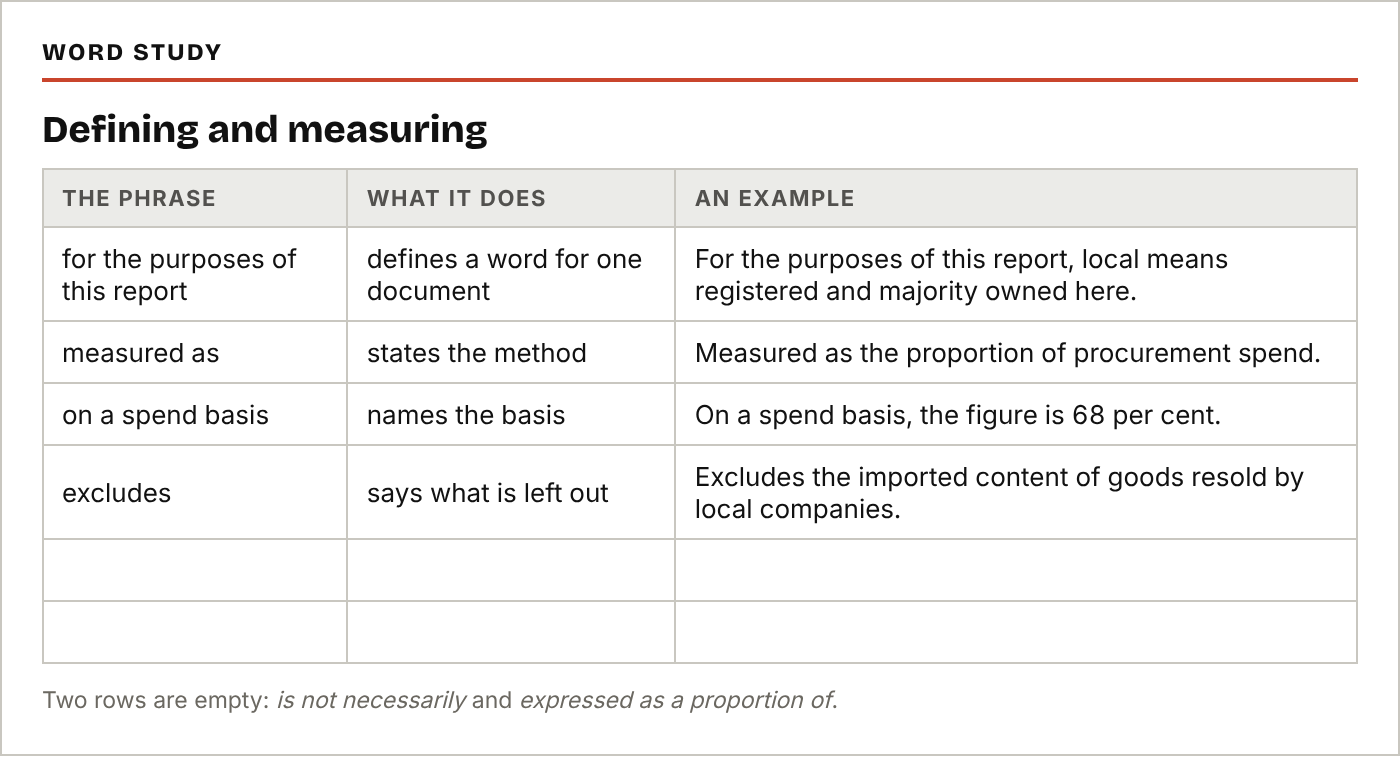 WORD STUDY
Defining and measuring
THE PHRASE WHAT IT DOES AN EXAMPLE
for the purposes of this report defines a word for one document For the purposes of this report, local means registered and majority owned here.
measured as states the method Measured as the proportion of procurement spend.
on a spend basis names the basis On a spend basis, the figure is 68 per cent.
excludes says what is left out Excludes the imported content of goods resold by local companies.
Two rows are empty: is not necessarily and expressed as a proportion of.